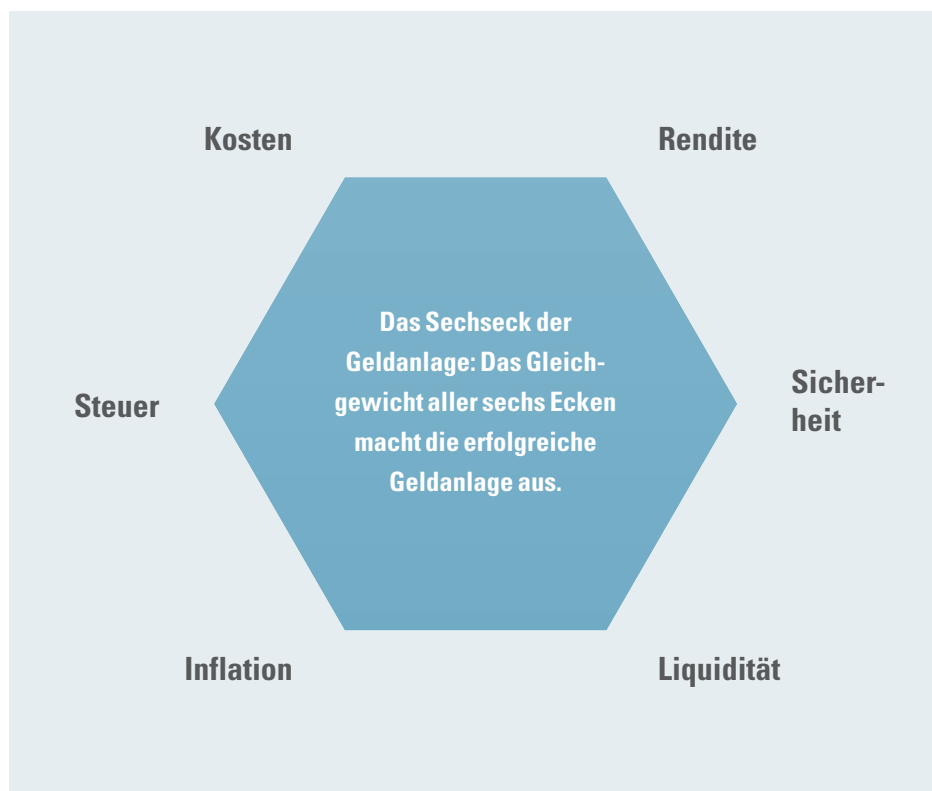 Kosten
Rendite
Das Sechseck der
Geldanlage: Das Gleich-
gewicht aller sechs Ecken
macht die erfolgreiche
Geldanlage aus.
Steuer
Sicher-
heit
Inflation
Liquidität